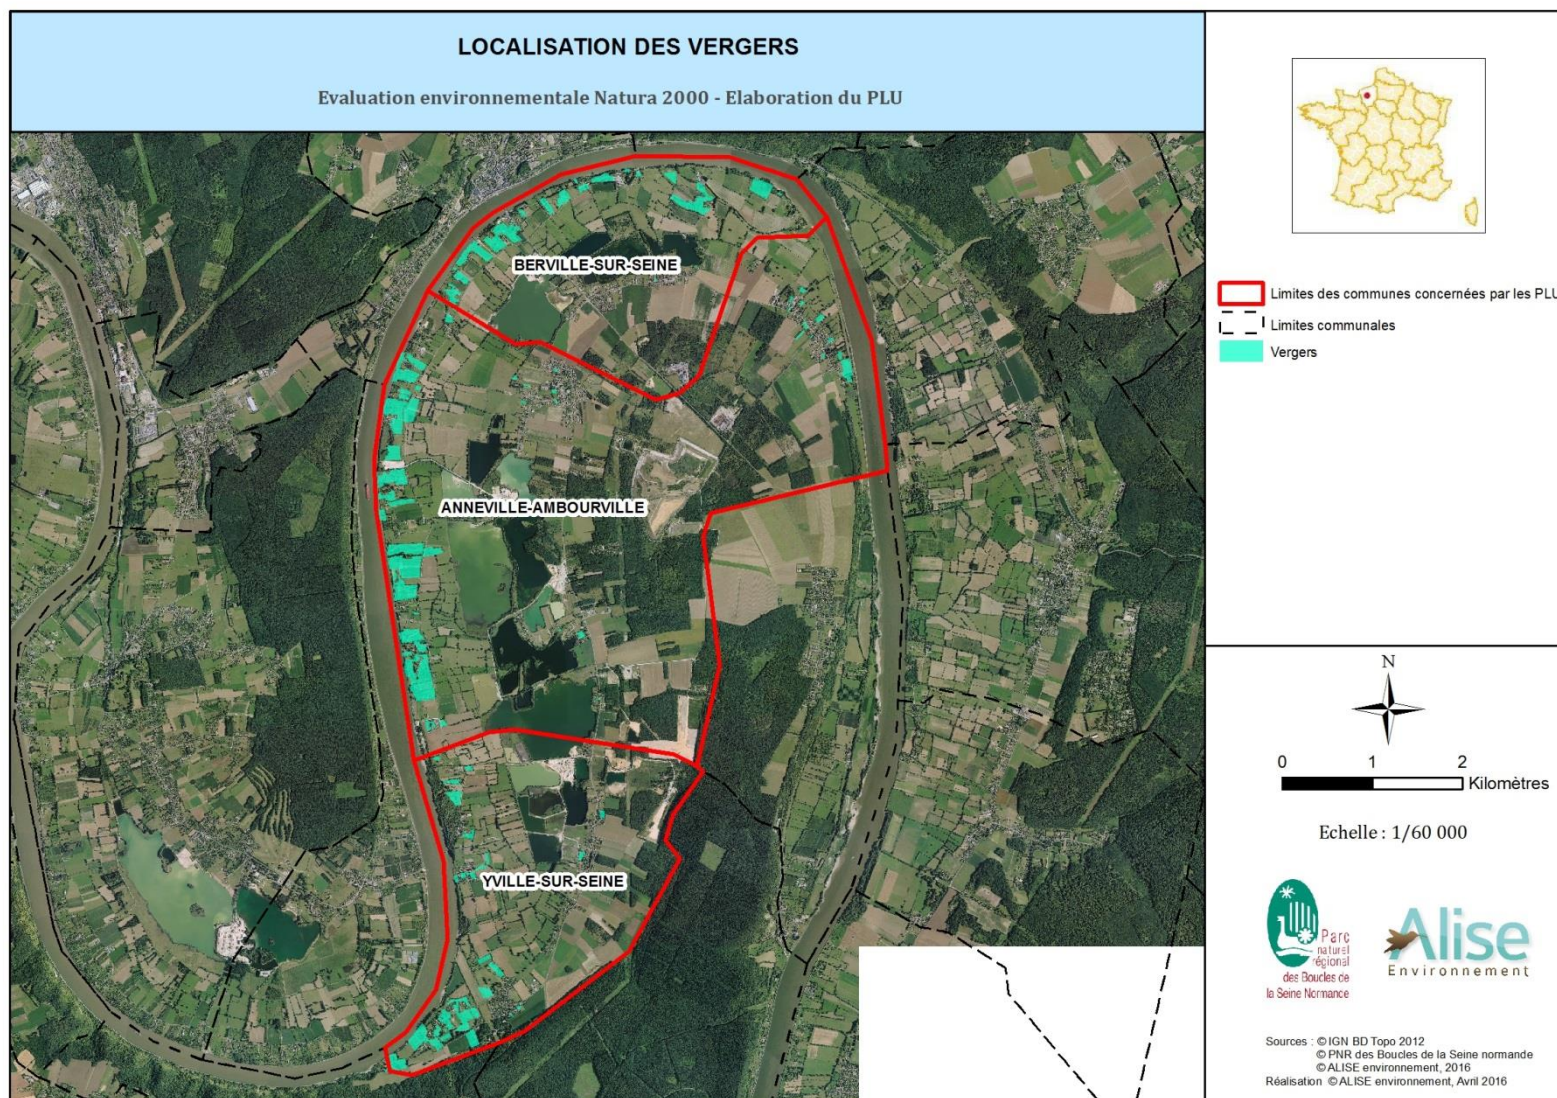 LOCALISATION DES VERGERS
Evaluation environnementale Natura 2000 - Elaboration du PLU
BERVILLE-SUR-SEINE
ANNEVILLE-AMBOURVILLE
YVILLE-SUR-SEINE
Limites des communes concernées par les PLU
Limites communales
Vergers
N
0 1 2
Kilomètres
Echelle : 1/60 000
Parc
naturel
régional
des Boucles de
la Seine Normande
Alise
Environnement
Sources : © IGN BD Topo 2012
© PNR des Boucles de la Seine normande
© ALISE environnement, 2016
Réalisation © ALISE environnement, Avril 2016